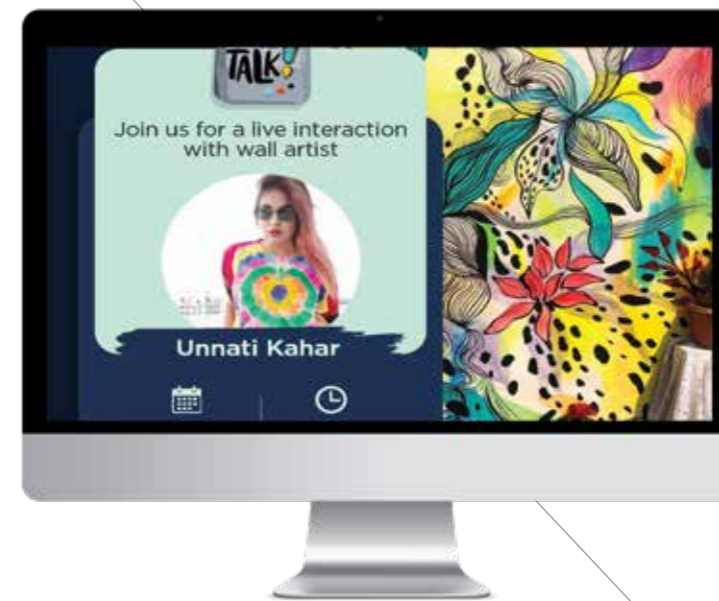 TALK!
Join us for a live interaction
with wall artist
Unnati Kahar